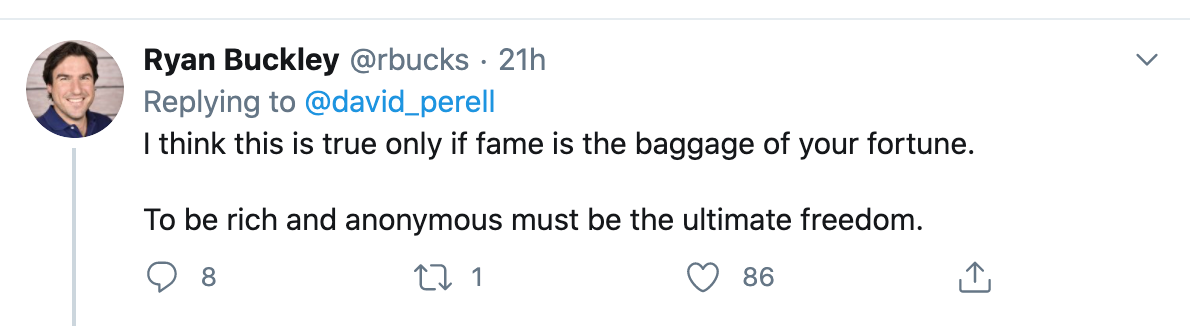 Ryan Buckley @rbucks · 21h
Replying to @david_perell
I think this is true only if fame is the baggage of your fortune.
To be rich and anonymous must be the ultimate freedom.
8 1 86